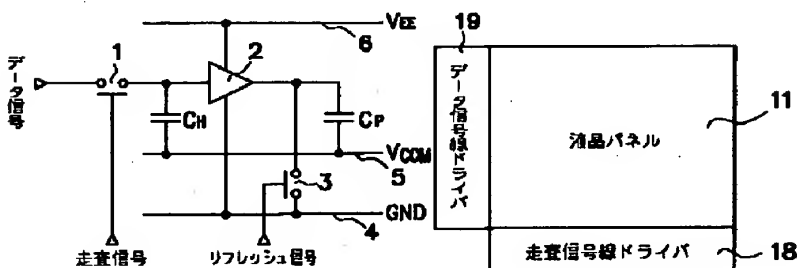 データ信号
1
2
CH
CP
VEE
6
VCOM
5
3
GND
4
走査信号
リフレッシュ信号
19
データ信号線ドライバ
液晶パネル
11
走査信号線ドライバ
18